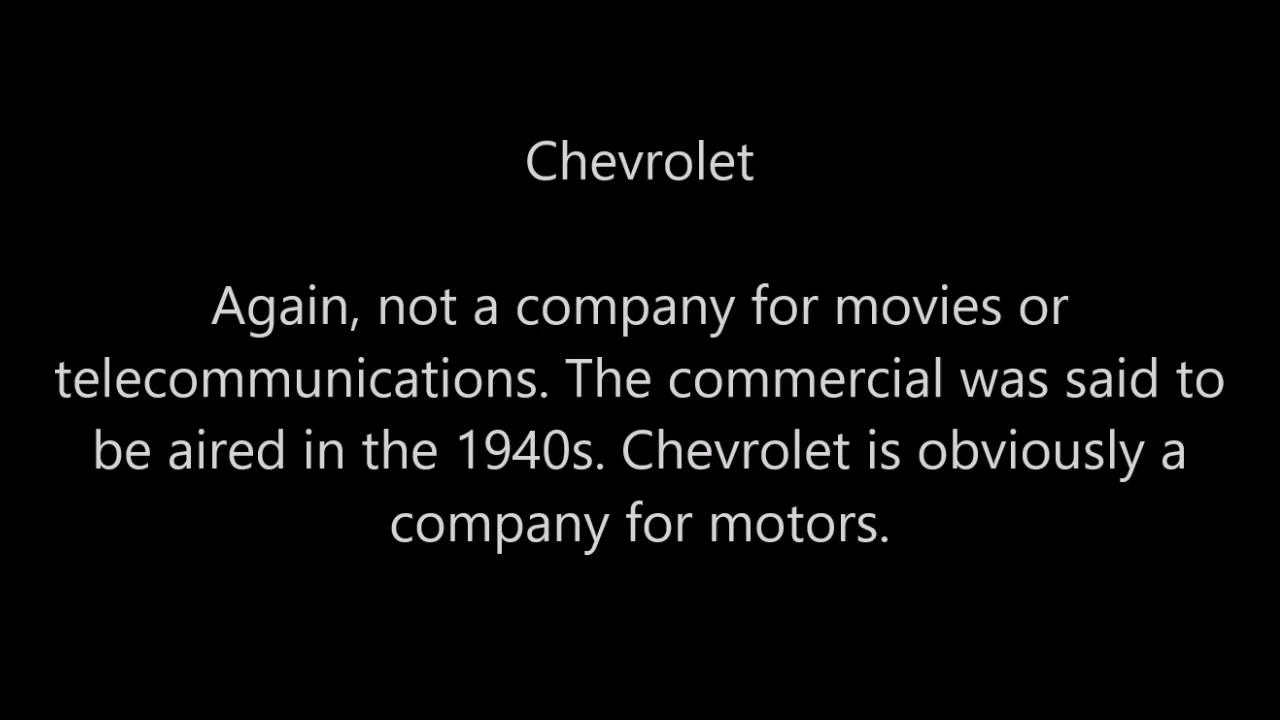 Chevrolet
Again, not a company for movies or
telecommunications. The commercial was said to
be aired in the 1940s. Chevrolet is obviously a
company for motors.